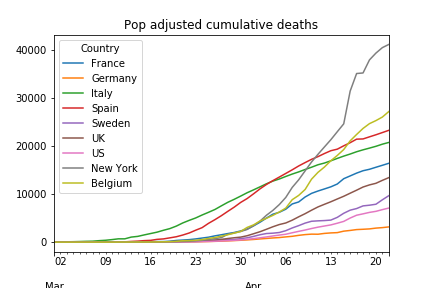 Pop adjusted cumulative deaths
40000
30000
20000
10000
0
Country
France
Germany
Italy
Spain
Sweden
UK
US
New York
Belgium
02 09 16 23 30 06 13 20
Mar Apr